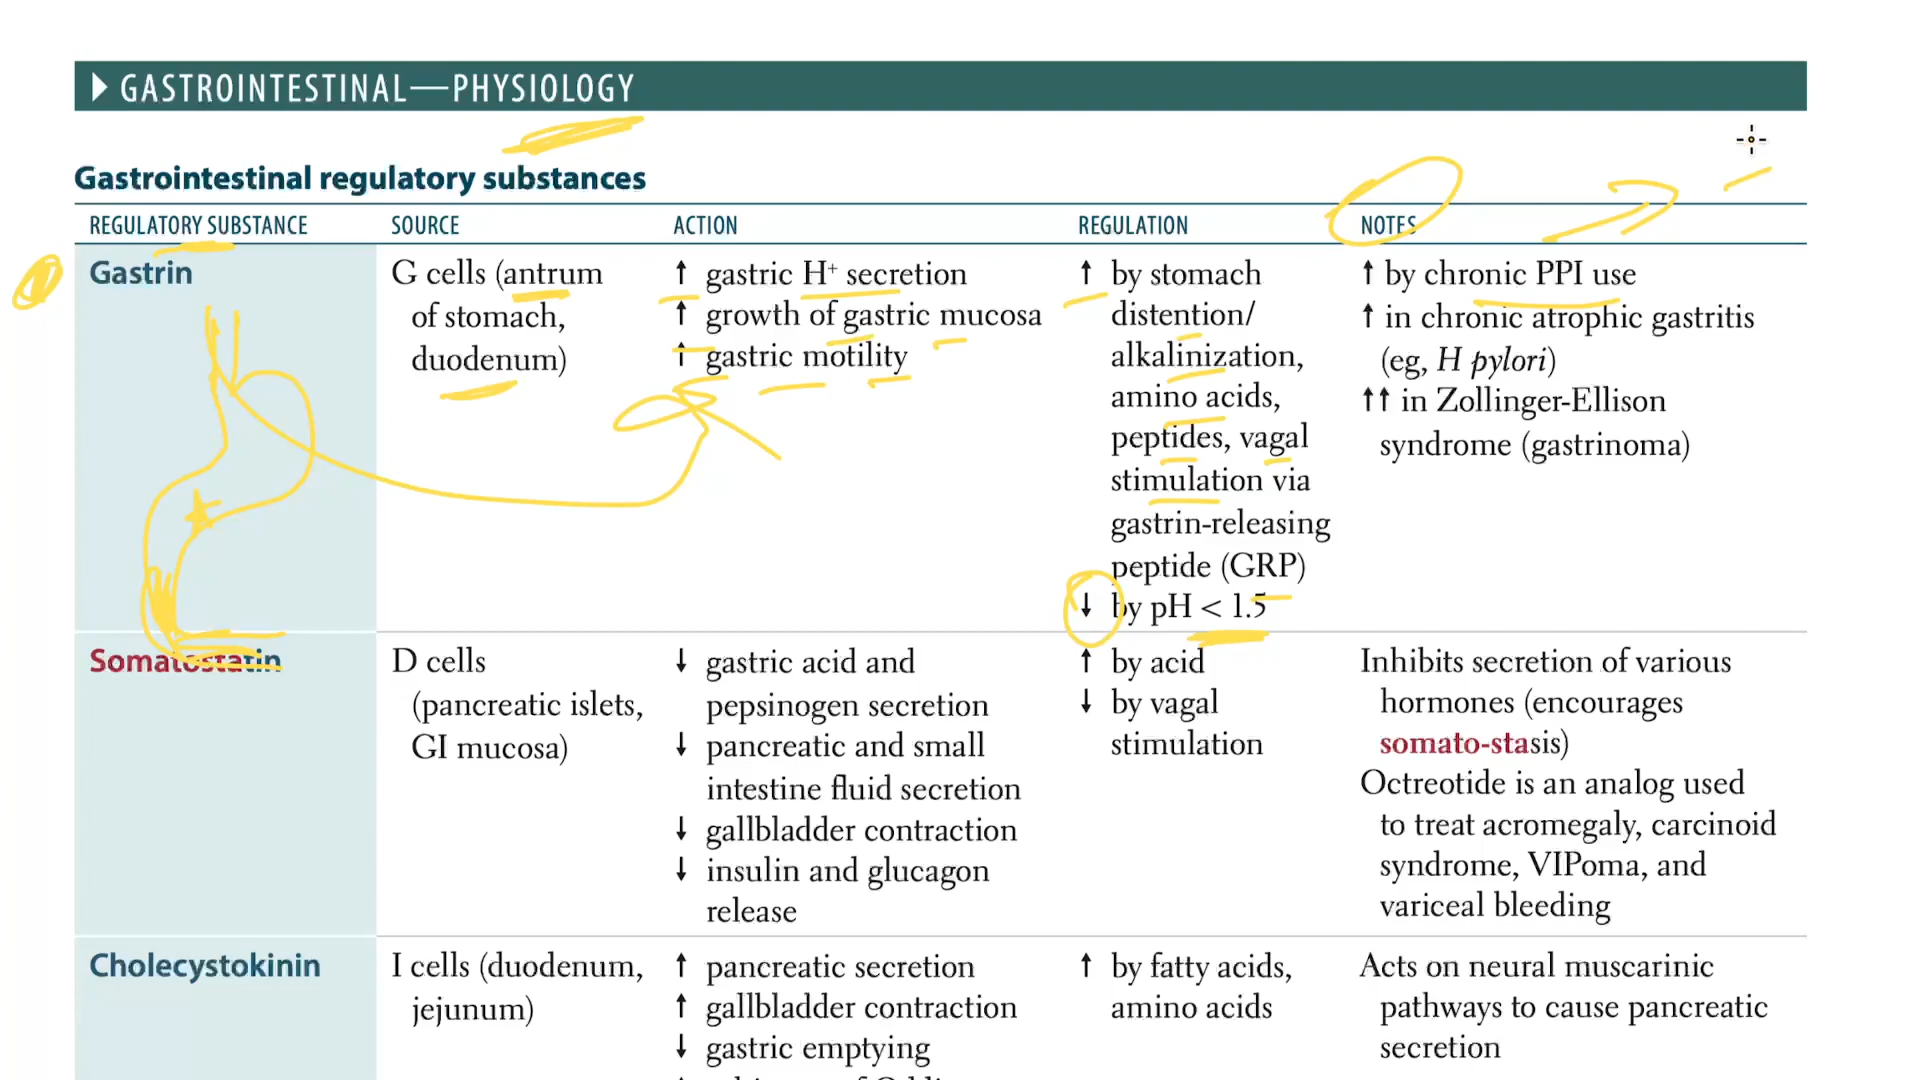 GASTROINTESTINAL—PHYSIOLOGY
Gastrointestinal regulatory substances
REGULATORY SUBSTANCE SOURCE ACTION REGULATION NOTES
Gastrin
G cells (antrum
of stomach,
duodenum)
↑ gastric H+ secretion
↑ growth of gastric mucosa
↑ gastric motility
↑ by stomach
distention/
alkalinization,
amino acids,
peptides, vagal
stimulation via
gastrin-releasing
peptide (GRP)
↓ by pH < 1.5
↑ by chronic PPI use
↑ in chronic atrophic gastritis
(eg, H pylori)
↑↑ in Zollinger-Ellison
syndrome (gastrinoma)
Somatostatin
D cells
(pancreatic islets,
GI mucosa)
↓ gastric acid and
pepsinogen secretion
↓ pancreatic and small
intestine fluid secretion
↓ gallbladder contraction
↓ insulin and glucagon
release
↑ by acid
↓ by vagal
stimulation
Inhibits secretion of various
hormones (encourages
somato-stasis)
Octreotide is an analog used
to treat acromegaly, carcinoid
syndrome, VIPoma, and
variceal bleeding
Cholecystokinin
I cells (duodenum,
jejunum)
↑ pancreatic secretion
↑ gallbladder contraction
↓ gastric emptying
↑ by fatty acids,
amino acids
Acts on neural muscarinic
pathways to cause pancreatic
secretion